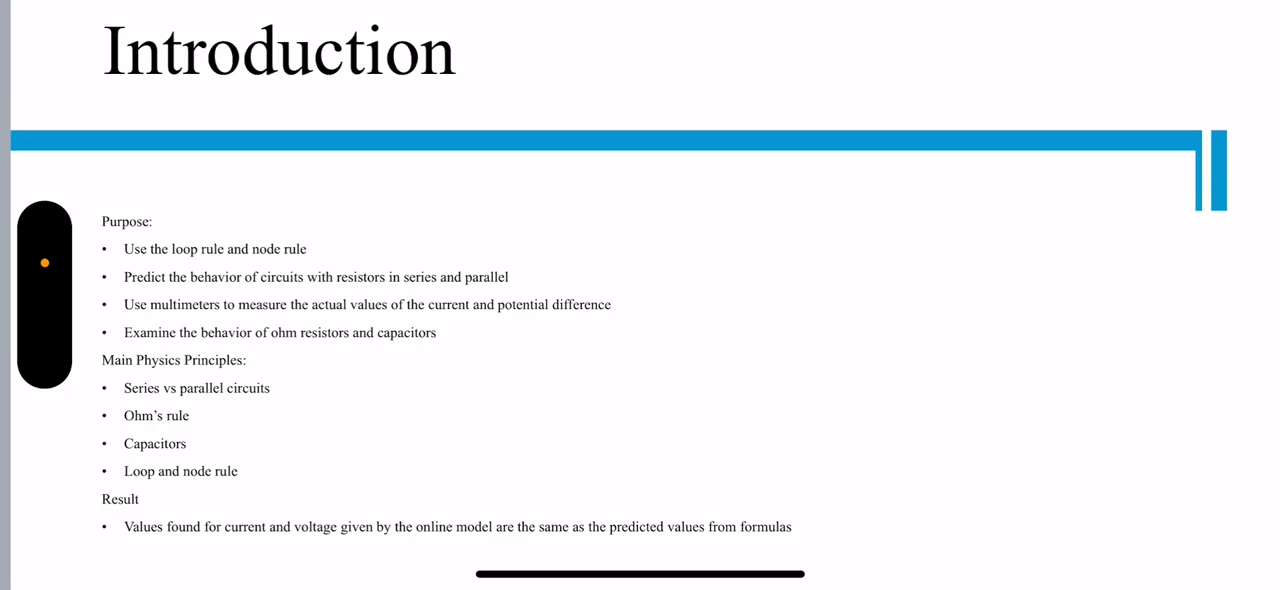 Introduction
Purpose:
• Use the loop rule and node rule
• Predict the behavior of circuits with resistors in series and parallel
• Use multimeters to measure the actual values of the current and potential difference
• Examine the behavior of ohm resistors and capacitors
Main Physics Principles:
• Series vs parallel circuits
• Ohm’s rule
• Capacitors
• Loop and node rule
Result
• Values found for current and voltage given by the online model are the same as the predicted values from formulas